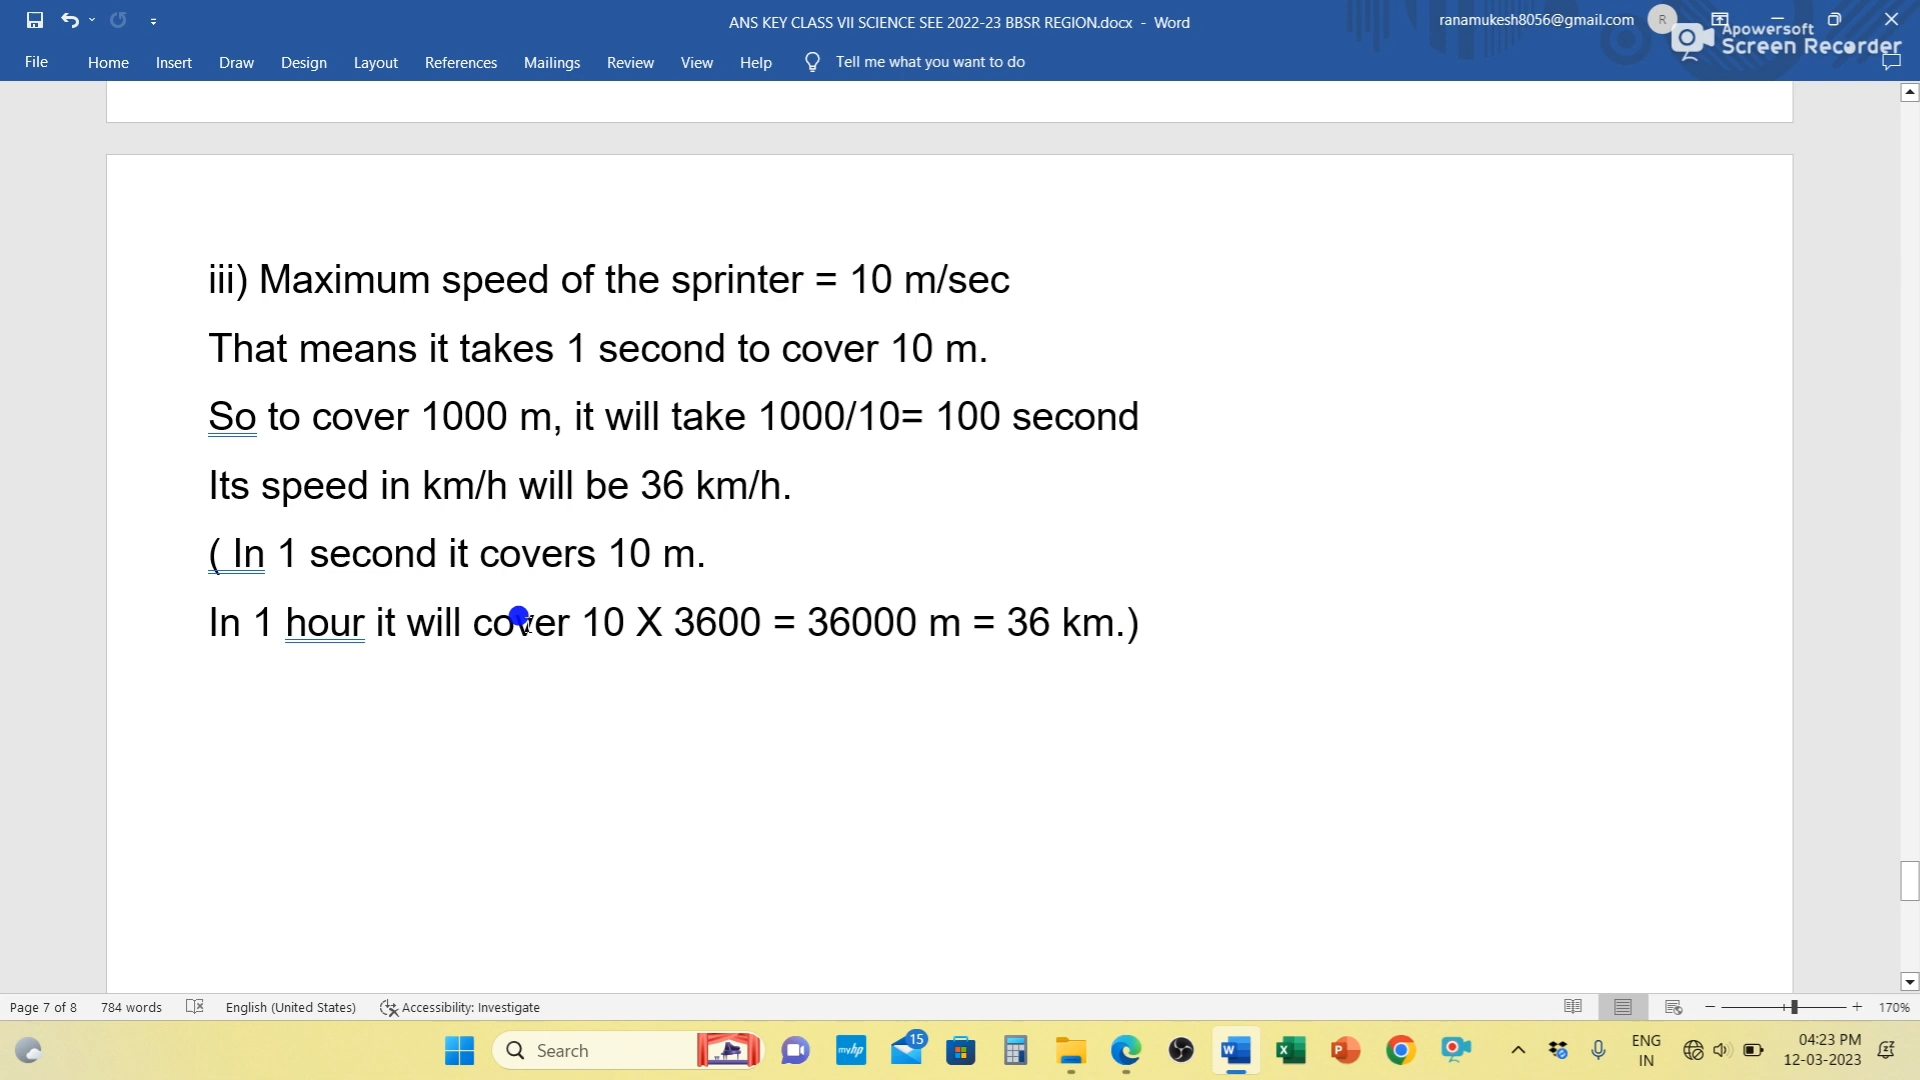 ANS KEY CLASS VII SCIENCE SEE 2022-23 BBSR REGION.docx - Word
ranamukesh8056@gmail.com
R
Apowersoft
Screen Recorder
File Home Insert Draw Design Layout References Mailings Review View Help Tell me what you want to do
iii) Maximum speed of the sprinter = 10 m/sec
That means it takes 1 second to cover 10 m.
So to cover 1000 m, it will take 1000/10= 100 second
Its speed in km/h will be 36 km/h.
( In 1 second it covers 10 m.
In 1 hour it will cover 10 X 3600 = 36000 m = 36 km.)
Page 7 of 8 784 words English (United States) Accessibility: Investigate 170%
Search
myhp
15
W
X
P
ENG
IN
04:23 PM
12-03-2023